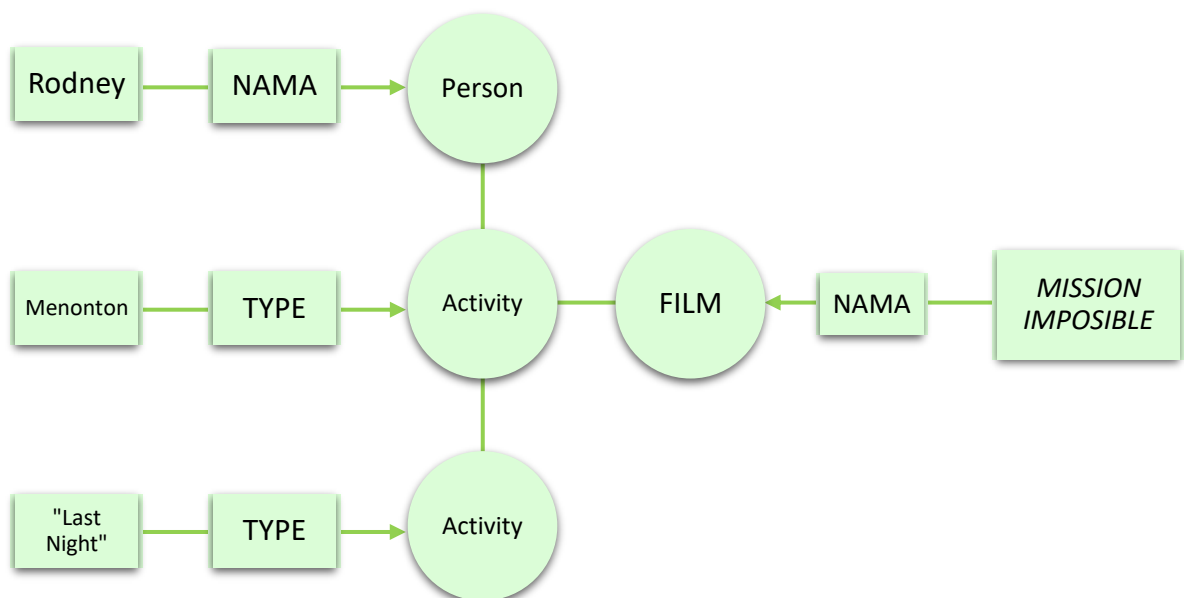 Rodney
NAMA
Person
Menonton
TYPE
Activity
FILM
NAMA
MISSION
IMPOSIBLE
"Last
Night"
TYPE
Activity